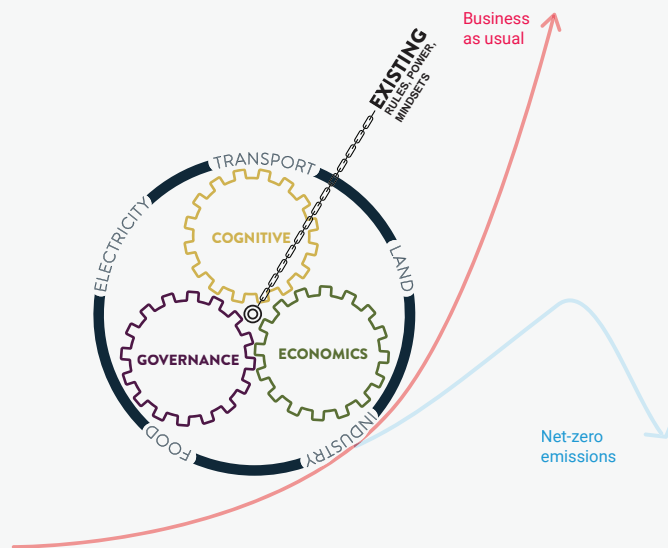 Business
as usual
EXISTING
RULES, POWER,
MINDSETS
TRANSPORT
ELECTRICITY
LAND
COGNITIVE
GOVERNANCE
ECONOMICS
FOOD
INDUSTRY
Net-zero
emissions